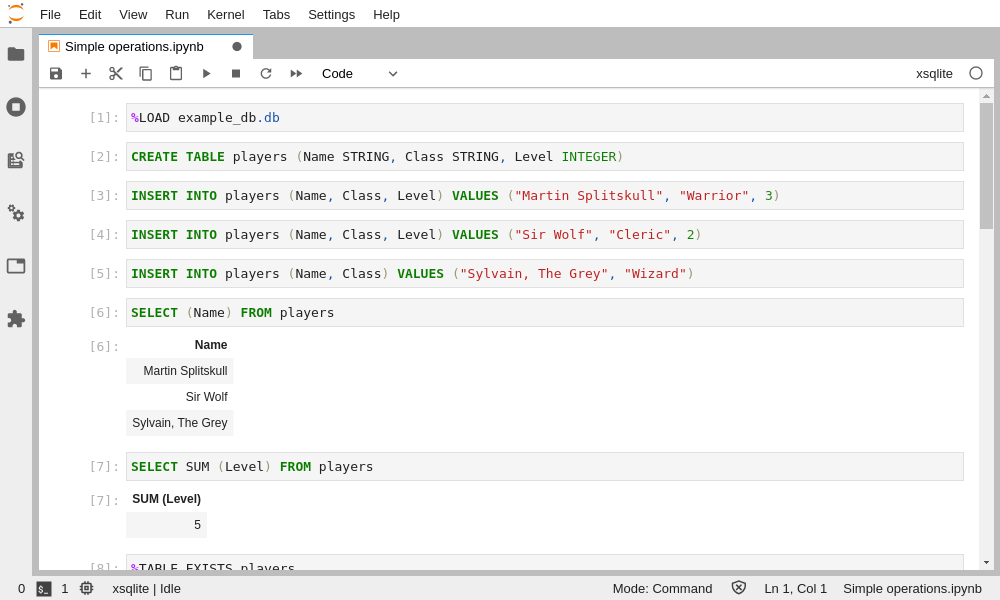 File Edit View Run Kernel Tabs Settings Help
Simple operations.ipynb
Code
xsqlite
[1]: %LOAD example_db.db
[2]: CREATE TABLE players (Name STRING, Class STRING, Level INTEGER)
[3]: INSERT INTO players (Name, Class, Level) VALUES ("Martin Splitskull", "Warrior", 3)
[4]: INSERT INTO players (Name, Class, Level) VALUES ("Sir Wolf", "Cleric", 2)
[5]: INSERT INTO players (Name, Class) VALUES ("Sylvain, The Grey", "Wizard")
[6]: SELECT (Name) FROM players
[6]: Name
Martin Splitskull
Sir Wolf
Sylvain, The Grey
[7]: SELECT SUM (Level) FROM players
[7]: SUM (Level)
5
[8]: %TABLE_EXISTS players
0 $_ 1 xsqlite | Idle Mode: Command Ln 1, Col 1 Simple operations.ipynb